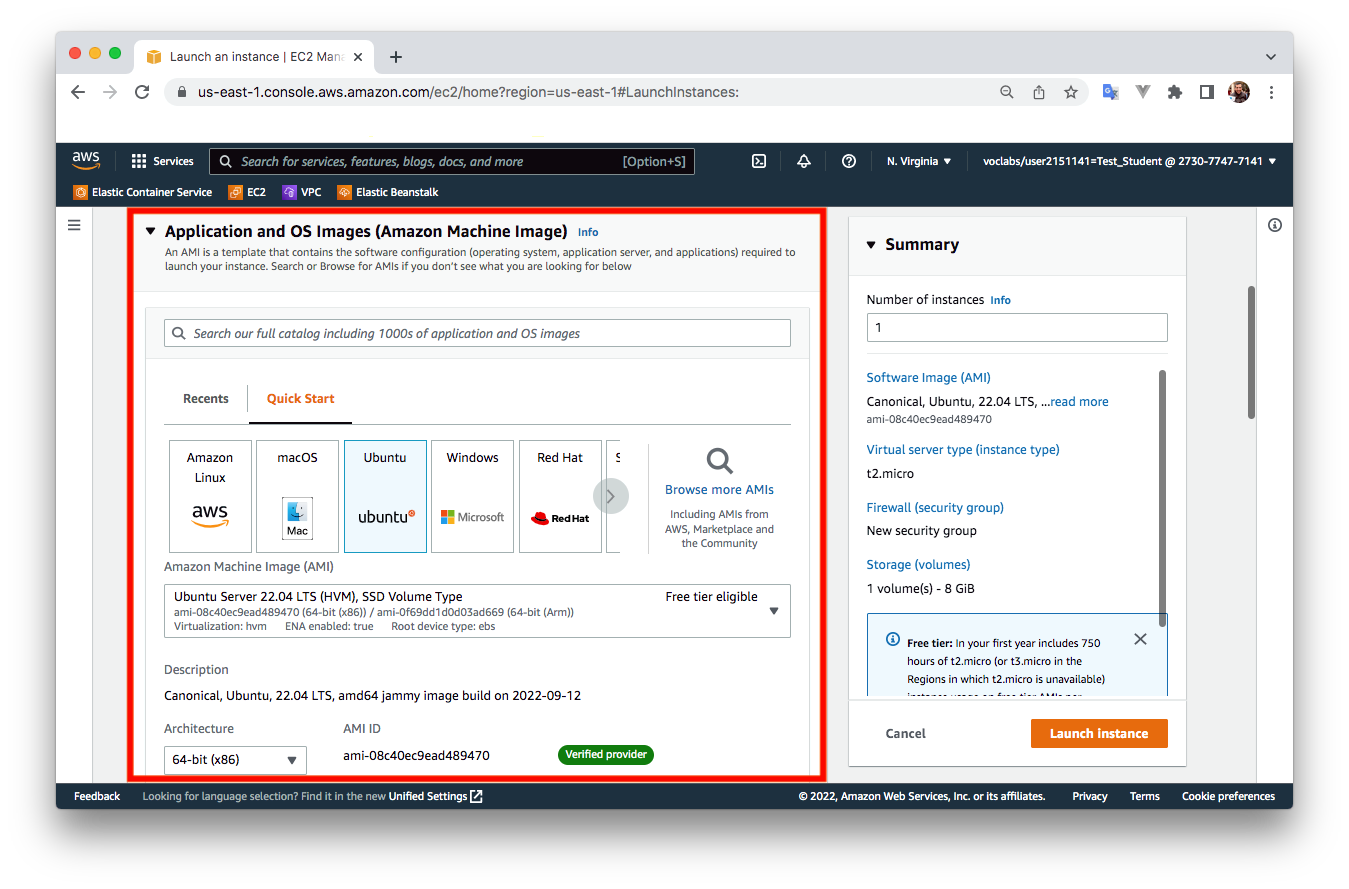 Launch an instance | EC2 Mana
us-east-1.console.aws.amazon.com/ec2/home?region=us-east-1#LaunchInstances:
aws
Services
Search for services, features, blogs, docs, and more
[Option+S]
N. Virginia
voclabs/user2151141=Test_Student @ 2730-7747-7141
Elastic Container Service
EC2
VPC
Elastic Beanstalk
Application and OS Images (Amazon Machine Image) Info
An AMI is a template that contains the software configuration (operating system, application server, and applications) required to
launch your instance. Search or Browse for AMIs if you don't see what you are looking for below
Search our full catalog including 1000s of application and OS images
Recents
Quick Start
Amazon
Linux
aws
macOS
Mac
Ubuntu
ubuntu
Windows
Microsoft
Red Hat
Red Hat
S
Browse more AMIs
Including AMIs from
AWS, Marketplace and
the Community
Amazon Machine Image (AMI)
Ubuntu Server 22.04 LTS (HVM), SSD Volume Type
Free tier eligible
ami-08c40ec9ead489470 (64-bit (x86)) / ami-0f69dd1d0d03ad669 (64-bit (Arm))
Virtualization: hvm ENA enabled: true Root device type: ebs
Description
Canonical, Ubuntu, 22.04 LTS, amd64 jammy image build on 2022-09-12
Architecture
AMI ID
64-bit (x86)
ami-08c40ec9ead489470
Verified provider
Summary
Number of instances Info
1
Software Image (AMI)
Canonical, Ubuntu, 22.04 LTS, ...read more
ami-08c40ec9ead489470
Virtual server type (instance type)
t2.micro
Firewall (security group)
New security group
Storage (volumes)
1 volume(s) - 8 GiB
Free tier: In your first year includes 750
hours of t2.micro (or t3.micro in the
Regions in which t2.micro is unavailable)
instance usage on free tier AMIs per
Cancel
Launch instance
Feedback
Looking for language selection? Find it in the new Unified Settings
© 2022, Amazon Web Services, Inc. or its affiliates.
Privacy
Terms
Cookie preferences